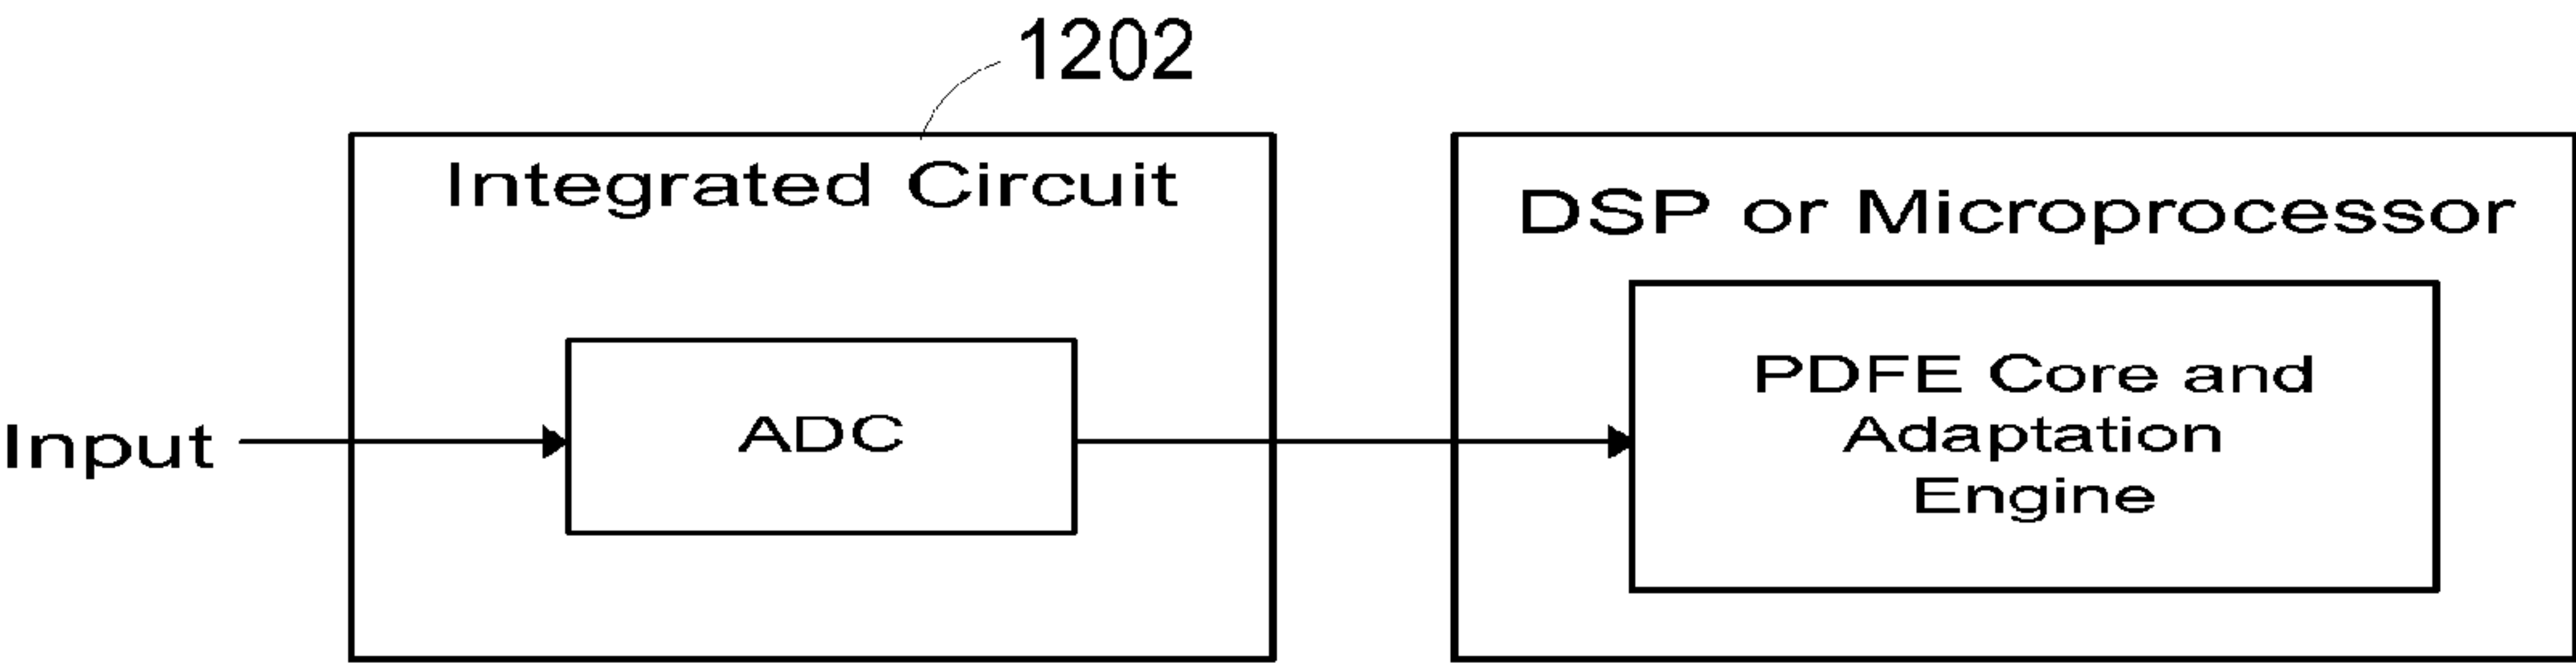 1202
Integrated Circuit
DSP or Microprocessor
Input
ADC
PDFE Core and
Adaptation
Engine